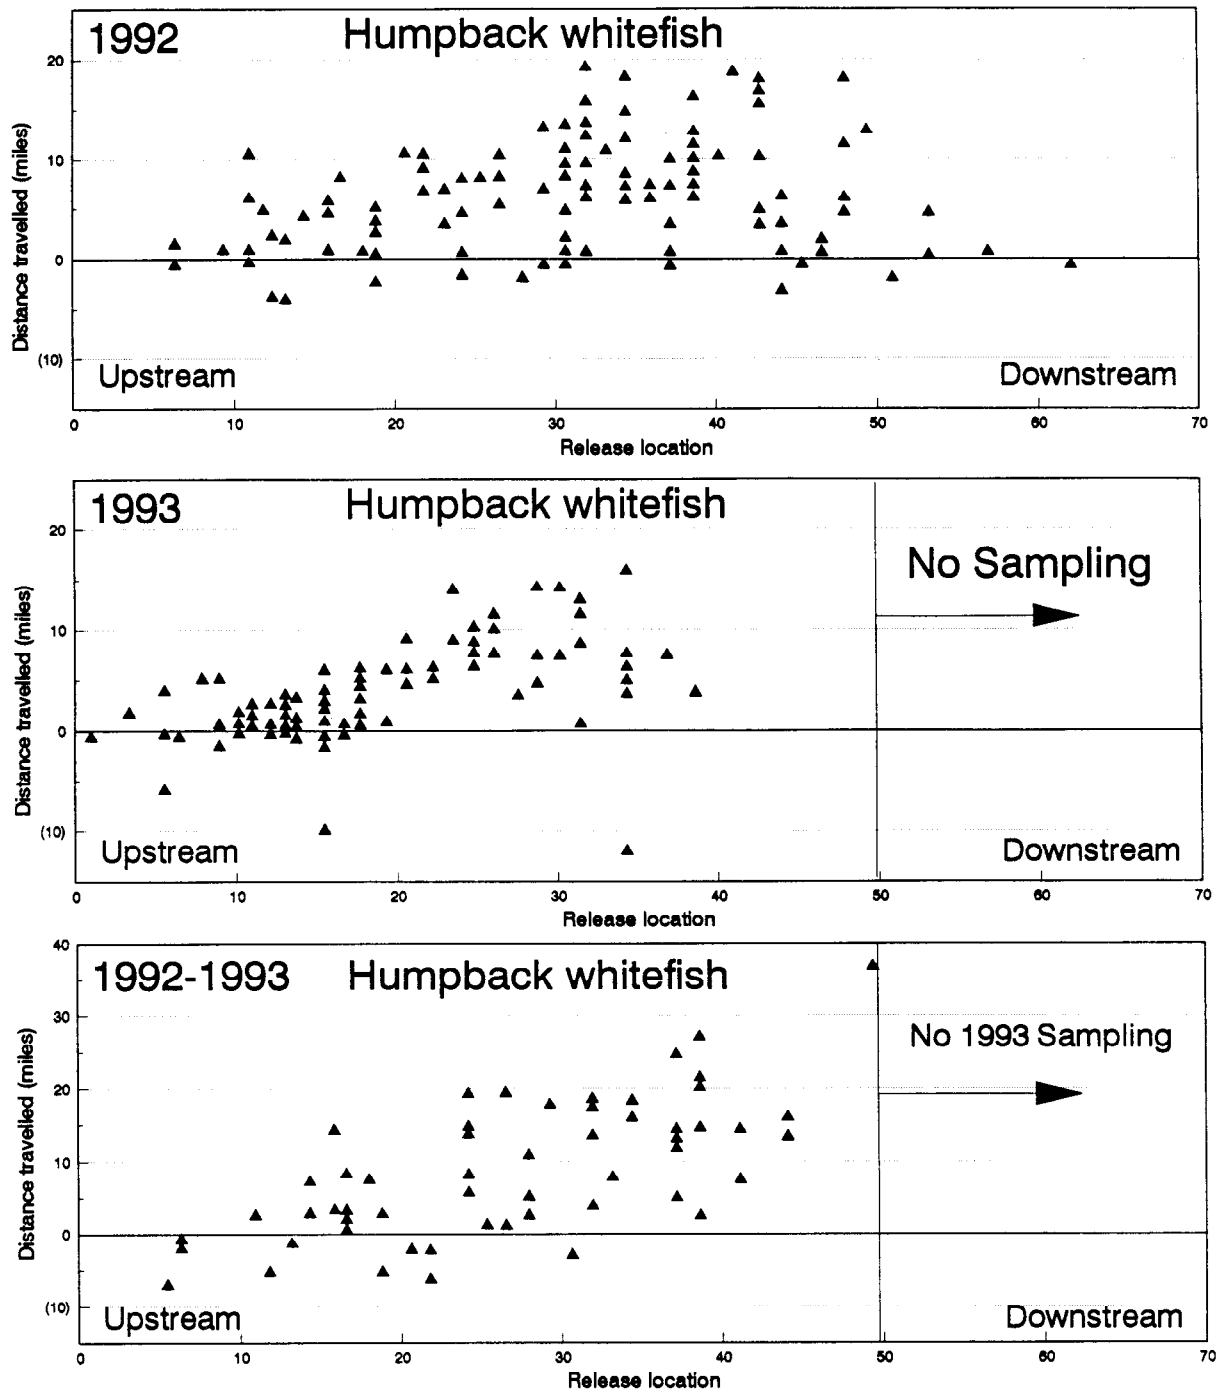 1992 Humpback whitefish
20
10
0
(10)
Distance travelled (miles)
Upstream Downstream
0 10 20 30 40 50 60 70
Release location
1993 Humpback whitefish
No Sampling
20
10
0
(10)
Distance travelled (miles)
Upstream Downstream
0 10 20 30 40 50 60 70
Release location
1992-1993 Humpback whitefish
No 1993 Sampling
40
30
20
10
0
(10)
Distance travelled (miles)
Upstream Downstream
0 10 20 30 40 50 60 70
Release location